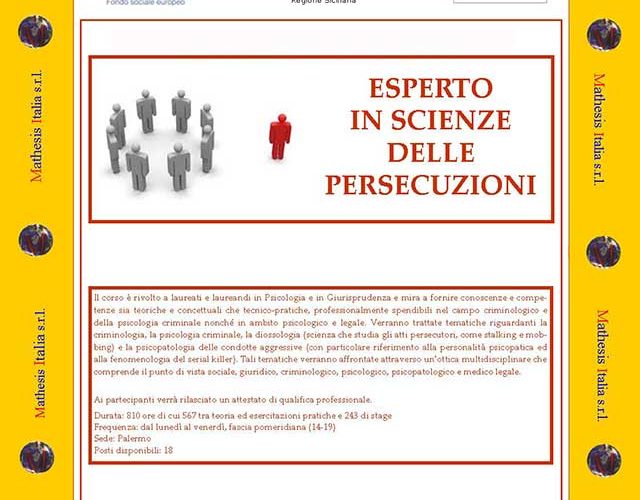 Fondo sociale europeo
Regione Siciliana
Mathesis Italia s.r.l.
Mathesis Italia s.r.l.
ESPERTO
IN SCIENZE
DELLE
PERSECUZIONI
Il corso è rivolto a laureati e laureandi in Psicologia e in Giurisprudenza e mira a fornire conoscenze e compe-
tenze sia teoriche e concettuali che tecnico-pratiche, professionalmente spendibili nel campo criminologico e
della psicologia criminale nonché in ambito psicologico e legale. Verranno trattate tematiche riguardanti la
criminologia, la psicologia criminale, la diossologia (scienza che studia gli atti persecutori, come stalking e mob-
bing) e la psicopatologia delle condotte aggressive (con particolare riferimento alla personalità psicopatica ed
alla fenomenologia del serial killer). Tali tematiche verranno affrontate attraverso un'ottica multidisciplinare che
comprende il punto di vista sociale, giuridico, criminologico, psicologico, psicopatologico e medico legale.
Ai partecipanti verrà rilasciato un attestato di qualifica professionale.
Durata: 810 ore di cui 567 tra teoria ed esercitazioni pratiche e 243 di stage
Frequenza: dal lunedì al venerdì, fascia pomeridiana (14-19)
Sede: Palermo
Posti disponibili: 18
Mathesis Italia s.r.l.
Mathesis Italia s.r.l.